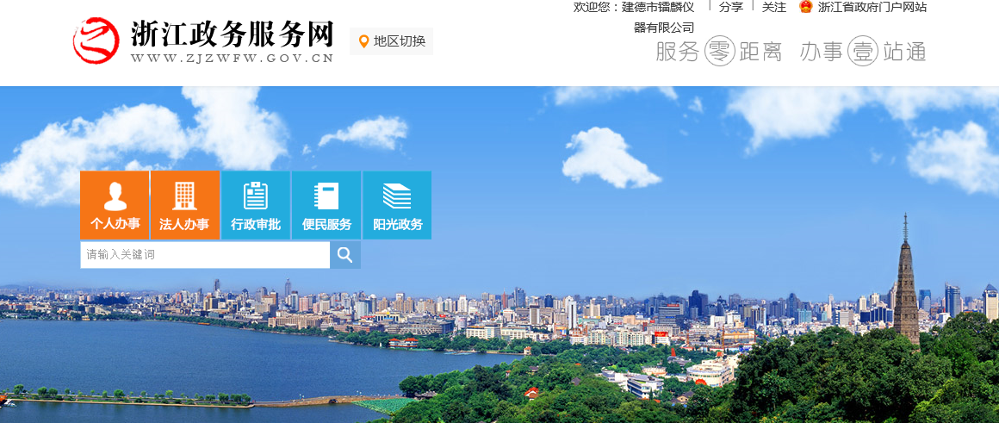 欢迎您：建德市镭麟仪器有限公司
分享
关注
浙江省政府门户网站
浙江政务服务网
WWW.ZJZWFW.GOV.CN
地区切换
服务零距离 办事壹站通
个人办事
法人办事
行政审批
便民服务
阳光政务
请输入关键词